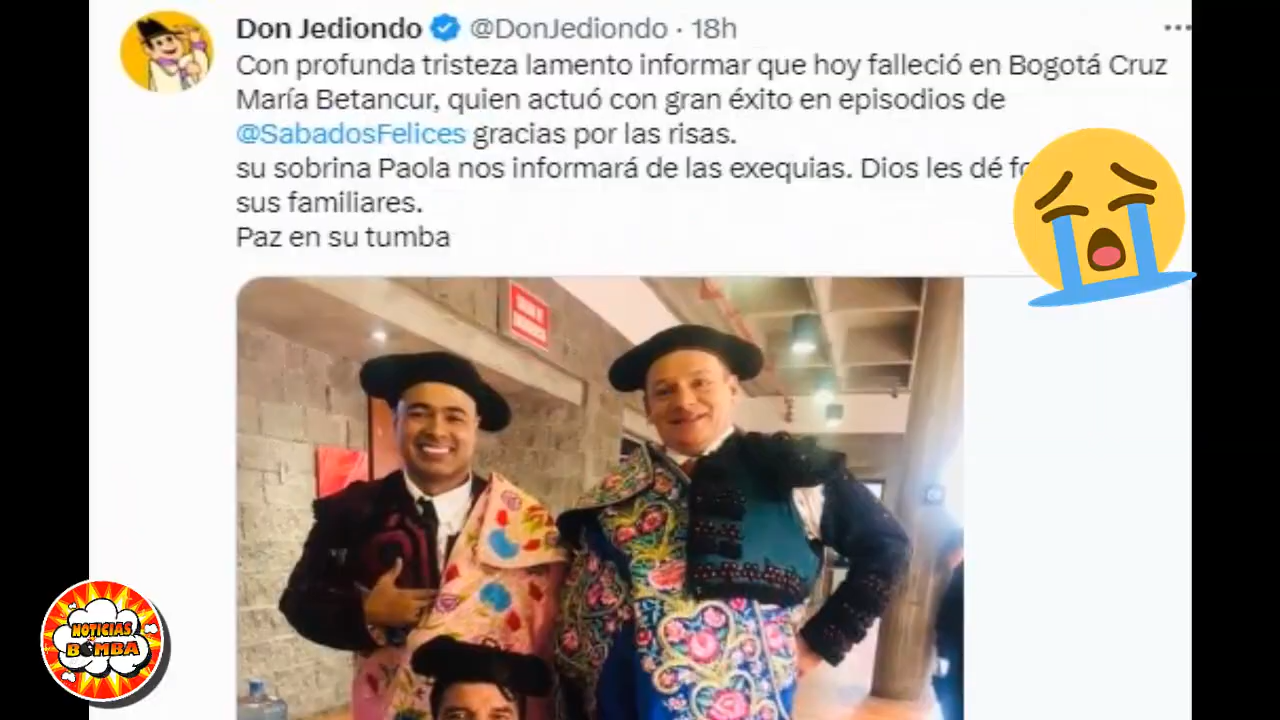 Don Jediondo @DonJediondo · 18h
Con profunda tristeza lamento informar que hoy falleció en Bogotá Cruz
María Betancur, quien actuó con gran éxito en episodios de
@SabadosFelices gracias por las risas.
su sobrina Paola nos informará de las exequias. Dios les dé
sus familiares.
Paz en su tumba
NOTICIAS
BOMBA